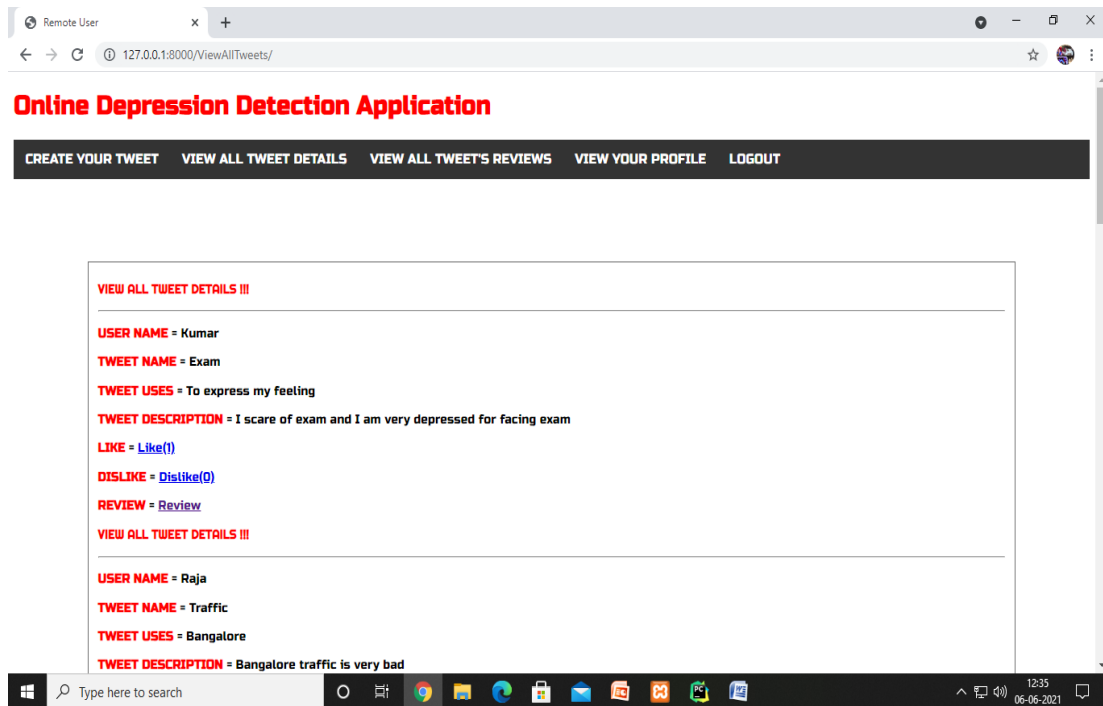 Remote User
127.0.0.1:8000/ViewAllTweets/
Online Depression Detection Application
CREATE YOUR TWEET VIEW ALL TWEET DETAILS VIEW ALL TWEET'S REVIEWS VIEW YOUR PROFILE LOGOUT
VIEW ALL TWEET DETAILS !!!
USER NAME = Kumar
TWEET NAME = Exam
TWEET USES = To express my feeling
TWEET DESCRIPTION = I scare of exam and I am very depressed for facing exam
LIKE = Like(1)
DISLIKE = Dislike(0)
REVIEW = Review
VIEW ALL TWEET DETAILS !!!
USER NAME = Raja
TWEET NAME = Traffic
TWEET USES = Bangalore
TWEET DESCRIPTION = Bangalore traffic is very bad
Type here to search
12:35
06-06-2021